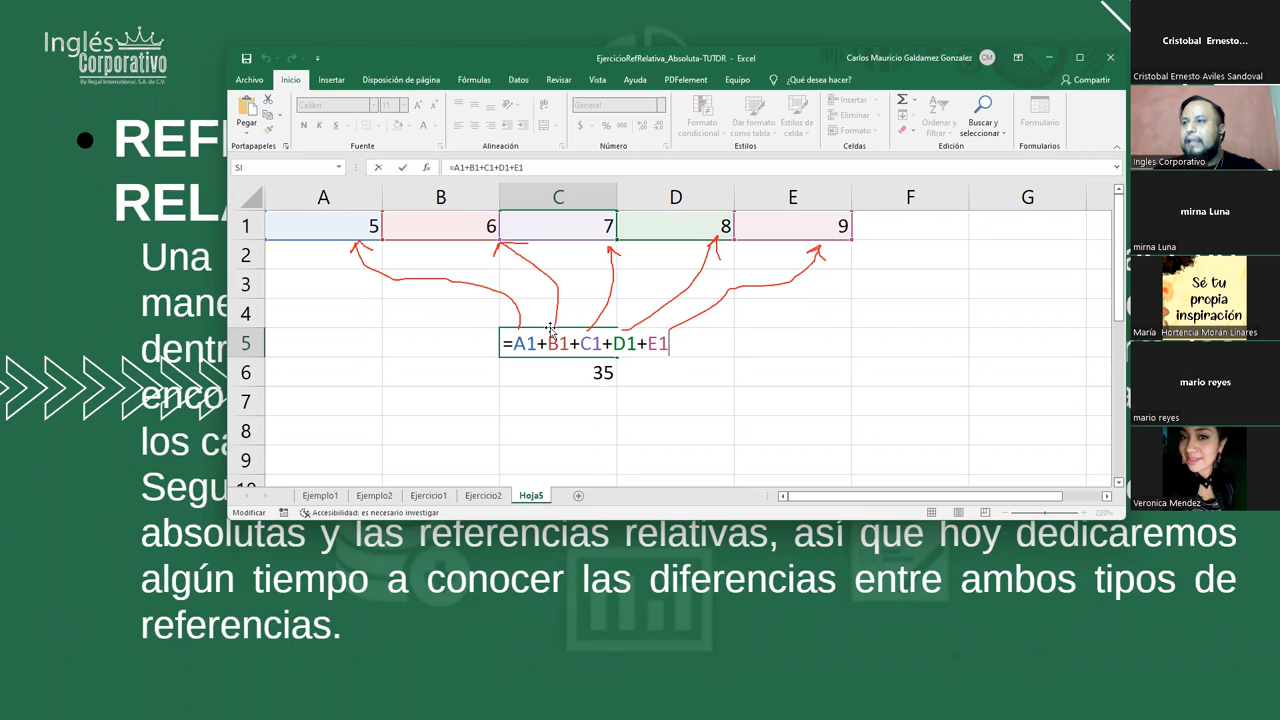 Inglés
Corporativo
By Regal International, S.A. de C.V.
REF
RELA
Una
mane
dentr
enco
los ca
Segu
absolutas y las referencias relativas, así que hoy dedicaremos
algún tiempo a conocer las diferencias entre ambos tipos de
referencias.
EjercicioRefRelativa_Absoluta-TUTOR - Excel
Carlos Mauricio Galdamez Gonzalez
CM
Archivo Inicio Insertar Disposición de página Fórmulas Datos Revisar Vista Ayuda PDFelement Equipo ¿Qué desea hacer? Compartir
Pegar
Calibri 11
N K S
General
Formato condicional
Dar formato como tabla
Estilos de celda
Insertar
Eliminar
Formato
Ordenar y filtrar
Buscar y seleccionar
Formulario
Portapapeles Fuente Alineación Número Estilos Celdas Edición Formularios
SI fx =A1+B1+C1+D1+E1
A B C D E F G
1 5 6 7 8 9
2
3
4
5 =A1+B1+C1+D1+E1
6 35
7
8
9
10
Ejemplo1 Ejemplo2 Ejercicio1 Ejercicio2 Hoja5
Modificar Accesibilidad: es necesario investigar 220%
Cristobal Ernesto...
Cristobal Ernesto Aviles Sandoval
Ingles Corporativo
mirna Luna
mirna Luna
Sé tu
propia
inspiración
María Hortencia Morán Linares
mario reyes
mario reyes
Veronica Mendez